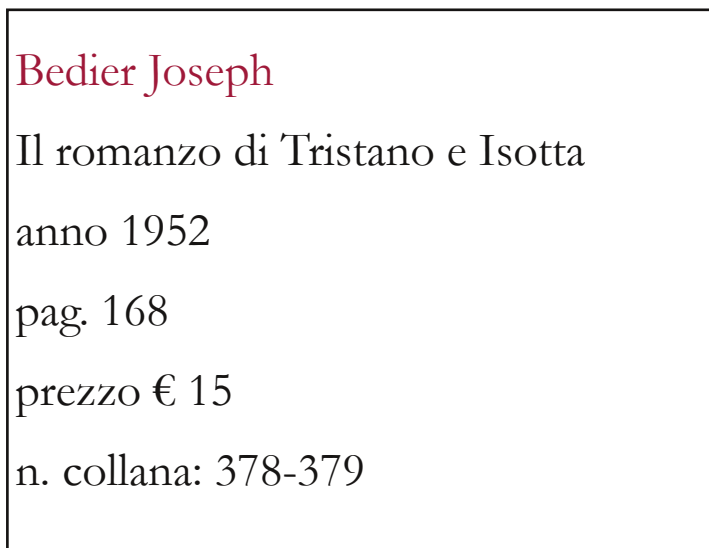 Bedier Joseph
Il romanzo di Tristano e Isotta
anno 1952
pag. 168
prezzo € 15
n. collana: 378-379